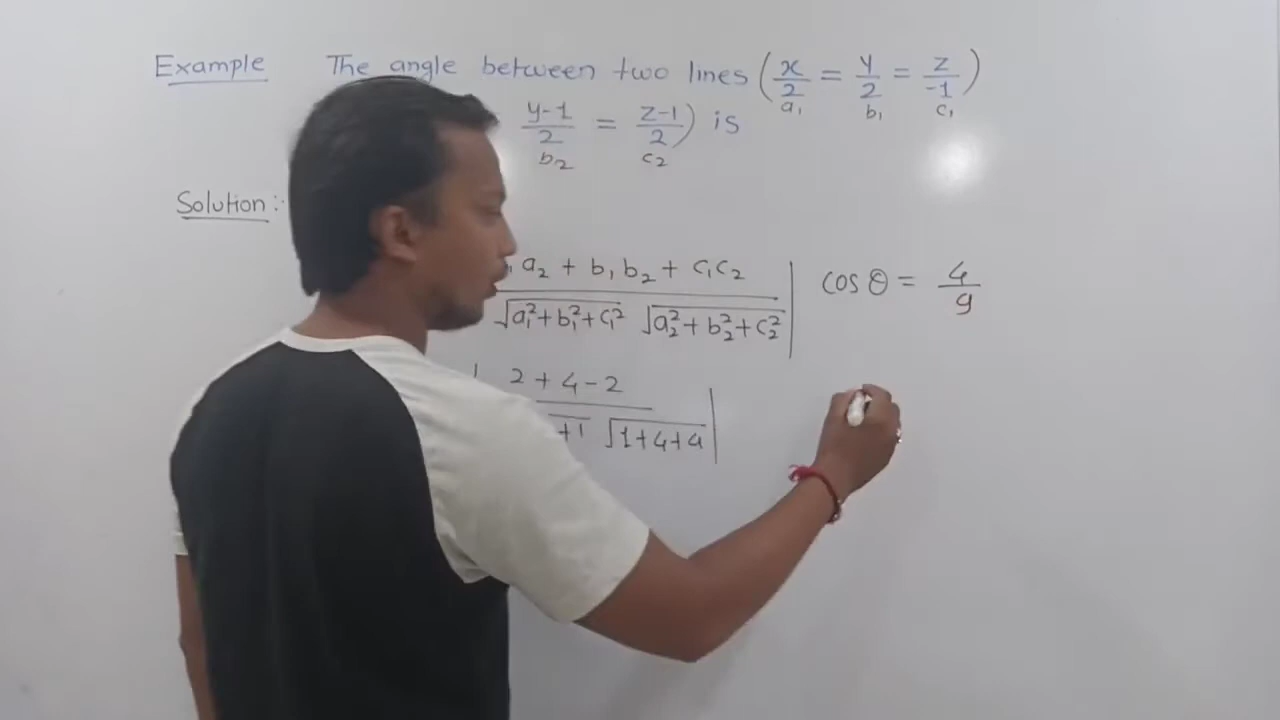 Example The angle between two lines (x/2 = y/2 = z/-1)
a₁ b₁ c₁
y-1/2 = z-1/2) is
b₂ c₂
Solution :-
a₂ + b₁b₂ + c₁c₂ / √a₁²+b₁²+c₁² √a₂²+b₂²+c₂² | cos θ = 4/9
| 2 + 4 - 2 / +1 √1+4+4 |